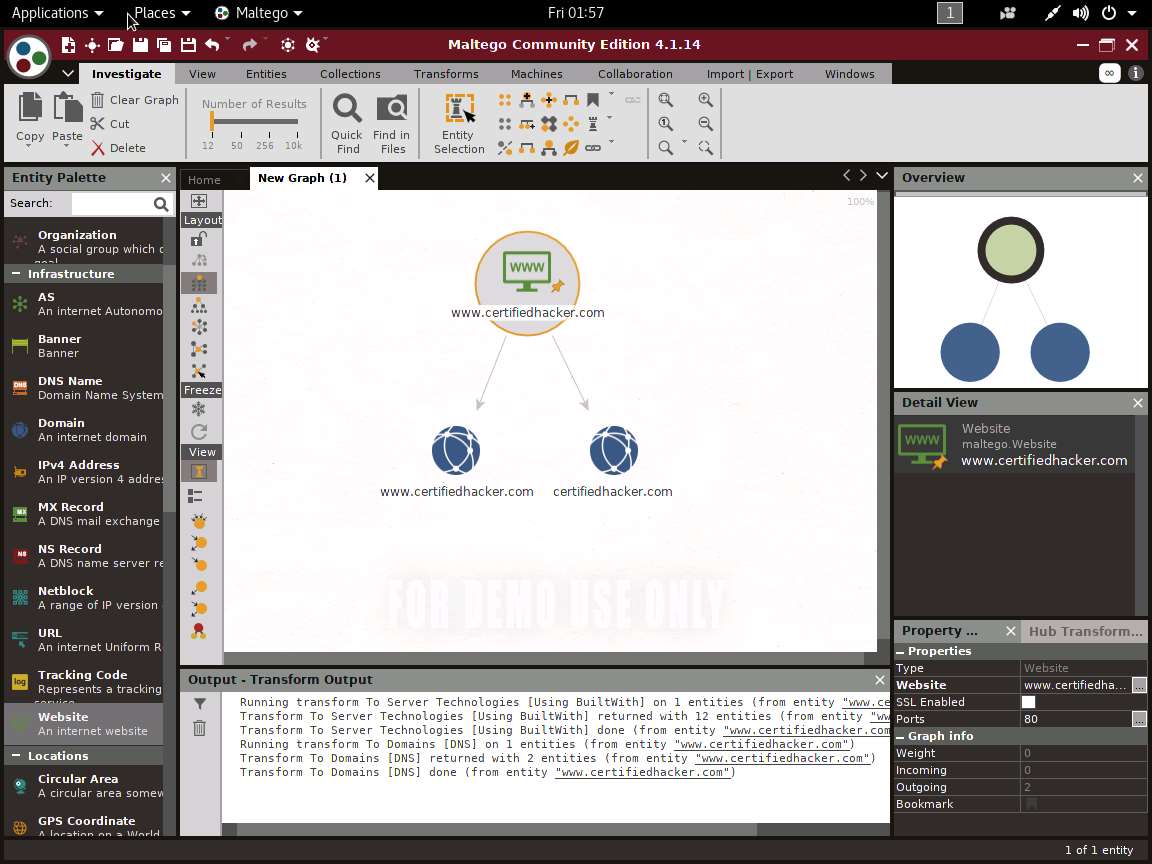 Applications Places Maltego Fri 01:57 1
Maltego Community Edition 4.1.14
Investigate View Entities Collections Transforms Machines Collaboration Import | Export Windows
Copy Paste Clear Graph Cut Delete
Number of Results
12 50 256 10k
Quick Find
Find in Files
Entity Selection
Entity Palette
Search:
Organization
A social group which o
Infrastructure
AS
An internet Autonomo
Banner
Banner
DNS Name
Domain Name System
Domain
An internet domain
IPv4 Address
An IP version 4 addre
MX Record
A DNS mail exchange
NS Record
A DNS name server re
Netblock
A range of IP version
URL
An internet Uniform R
Tracking Code
Represents a tracking
log
Website
An internet website
Locations
Circular Area
A circular area somew
GPS Coordinate
A location on a World
Home New Graph (1)
Layout
Freeze
View
100%
WWW
www.certifiedhacker.com
www.certifiedhacker.com certifiedhacker.com
FOR DEMO USE ONLY
Output - Transform Output
Running transform To Server Technologies [Using BuiltWith] on 1 entities (from entity "www.ce
Transform To Server Technologies [Using BuiltWith] returned with 12 entities (from entity "ww
Transform To Server Technologies [Using BuiltWith] done (from entity "www.certifiedhacker.com
Running transform To Domains [DNS] on 1 entities (from entity "www.certifiedhacker.com")
Transform To Domains [DNS] returned with 2 entities (from entity "www.certifiedhacker.com")
Transform To Domains [DNS] done (from entity "www.certifiedhacker.com")
Overview
Detail View
WWW
Website
maltego.Website
www.certifiedhacker.com
Property ... Hub Transform...
Properties
Type Website
Website www.certifiedha... ...
SSL Enabled
Ports 80 ...
Graph info
Weight 0
Incoming 0
Outgoing 2
Bookmark
1 of 1 entity